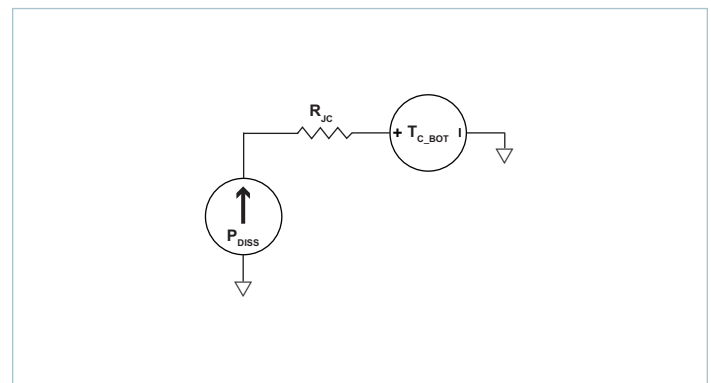 R_JC
+ T_C_BOT –
P_DISS